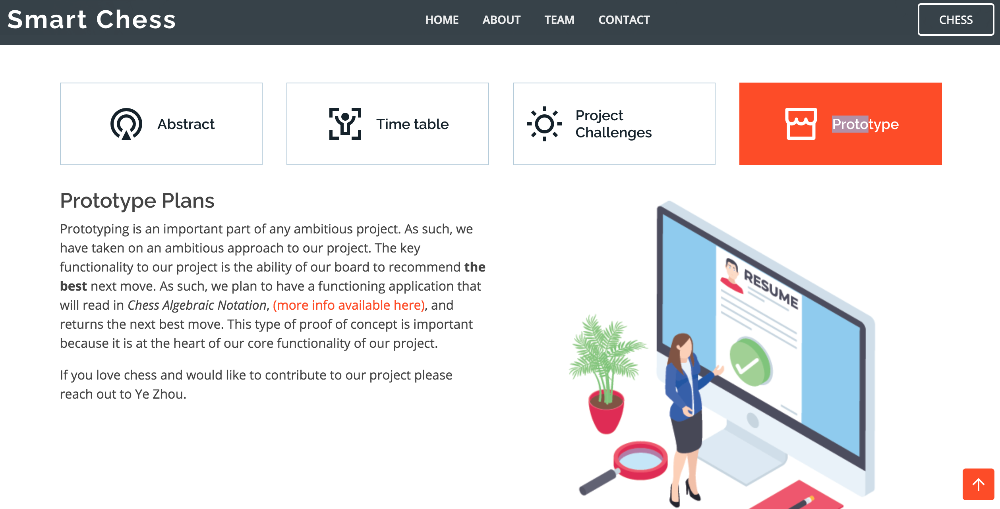 Smart Chess
HOME ABOUT TEAM CONTACT
CHESS
Abstract
Time table
Project
Challenges
Prototype
Prototype Plans
Prototyping is an important part of any ambitious project. As such, we
have taken on an ambitious approach to our project. The key
functionality to our project is the ability of our board to recommend the
best next move. As such, we plan to have a functioning application that
will read in Chess Algebraic Notation, (more info available here), and
returns the next best move. This type of proof of concept is important
because it is at the heart of our core functionality of our project.
If you love chess and would like to contribute to our project please
reach out to Ye Zhou.
RESUME